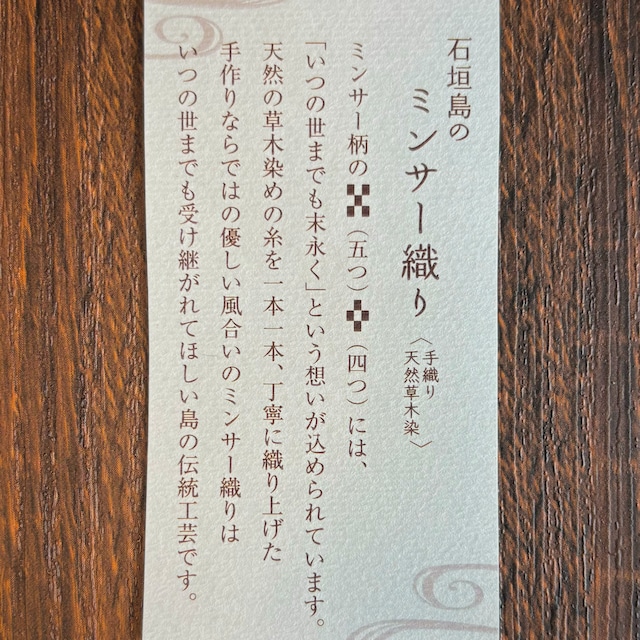 石垣島の
ミンサー織り
〈手織り
天然草木染〉
ミンサー柄の（五つ）（四つ）には、
「いつの世までも末永く」という想いが込められています。
天然の草木染めの糸を一本一本、丁寧に織り上げた
手作りならではの優しい風合いのミンサー織りは
いつの世までも受け継がれてほしい島の伝統工芸です。